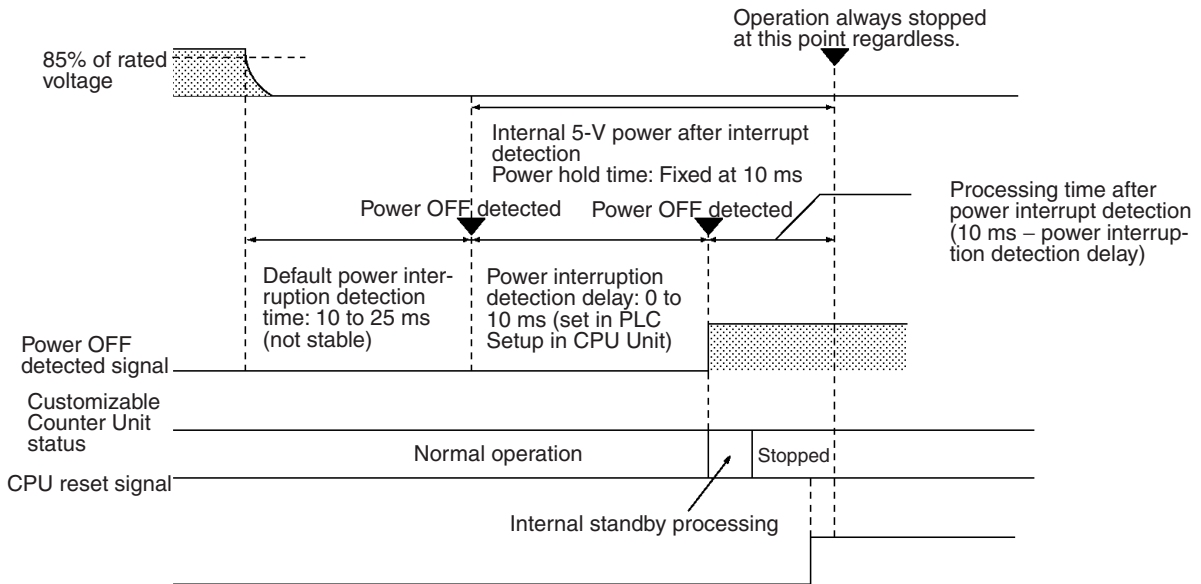 Operation always stopped
at this point regardless.
85% of rated
voltage
Internal 5-V power after interrupt
detection
Power hold time: Fixed at 10 ms
Processing time after
power interrupt detection
(10 ms – power interrup-
tion detection delay)
Power OFF detected
Power OFF detected
Default power inter-
ruption detection
time: 10 to 25 ms
(not stable)
Power interruption
detection delay: 0 to
10 ms (set in PLC
Setup in CPU Unit)
Power OFF
detected signal
Customizable
Counter Unit
status
Normal operation
Stopped
CPU reset signal
Internal standby processing